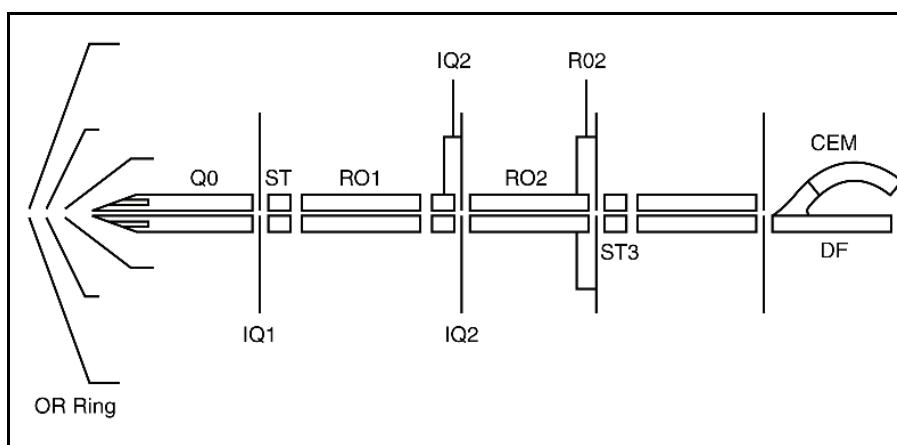 IQ2
R02
CEM
Q0
ST
RO1
RO2
ST3
DF
IQ1
IQ2
OR Ring